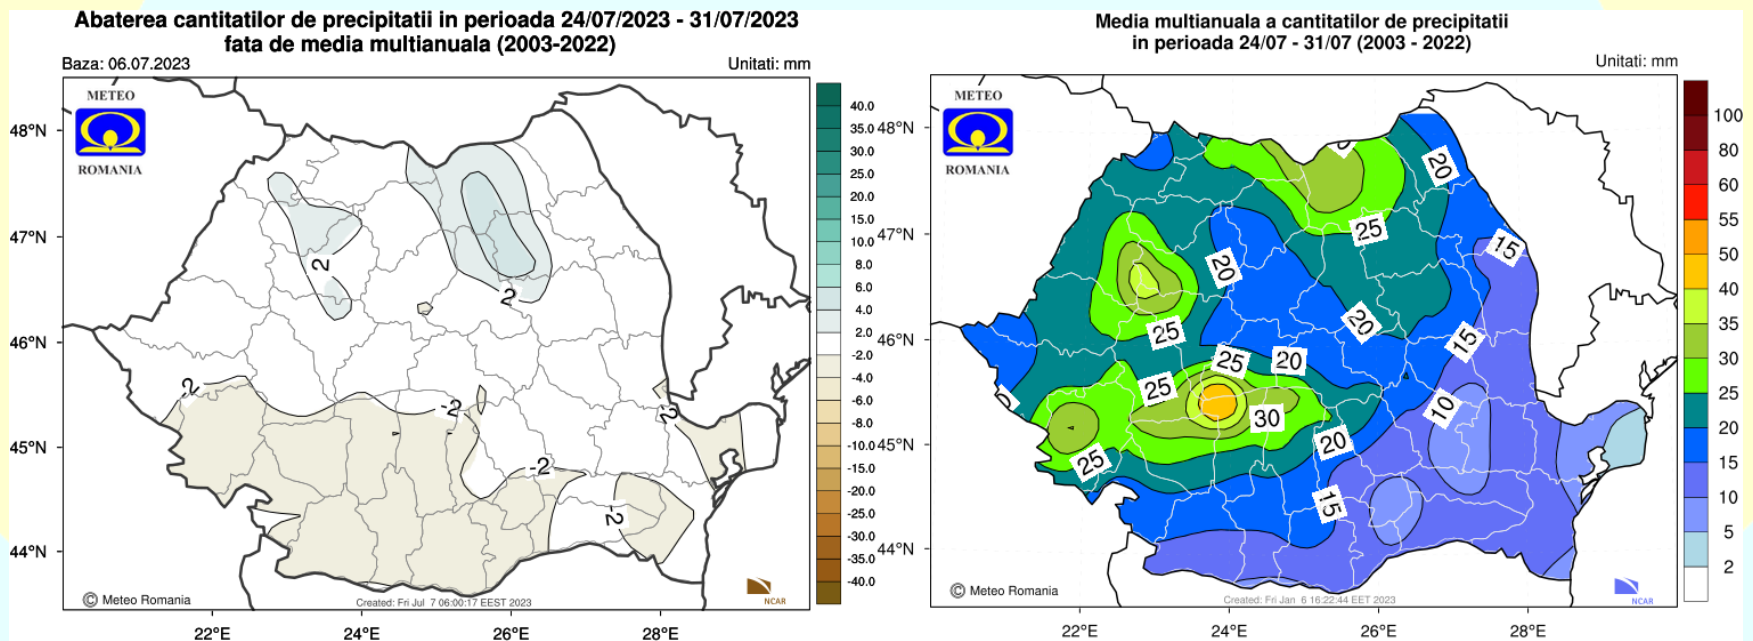 Abaterea cantitatilor de precipitatii in perioada 24/07/2023 - 31/07/2023
fata de media multianuala (2003-2022)
Baza: 06.07.2023
Unitati: mm
METEO
ROMANIA
48°N
47°N
46°N
45°N
44°N
22°E
24°E
26°E
28°E
2
2
-2
-2
-2
-2
-2
© Meteo Romania
Created: Fri Jul 7 06:00:17 EEST 2023
NCAR
40.0
35.0
30.0
25.0
20.0
15.0
10.0
8.0
6.0
4.0
2.0
-2.0
-4.0
-6.0
-8.0
-10.0
-15.0
-20.0
-25.0
-30.0
-35.0
-40.0
Media multianuala a cantitatilor de precipitatii
in perioada 24/07 - 31/07 (2003 - 2022)
Unitati: mm
METEO
ROMANIA
48°N
47°N
46°N
45°N
44°N
22°E
24°E
26°E
28°E
20
25
15
20
20
25
15
25
20
25
10
30
20
25
15
© Meteo Romania
Created: Fri Jan 6 16:22:44 EET 2023
NCAR
100
80
60
55
50
40
35
30
25
20
15
10
5
2